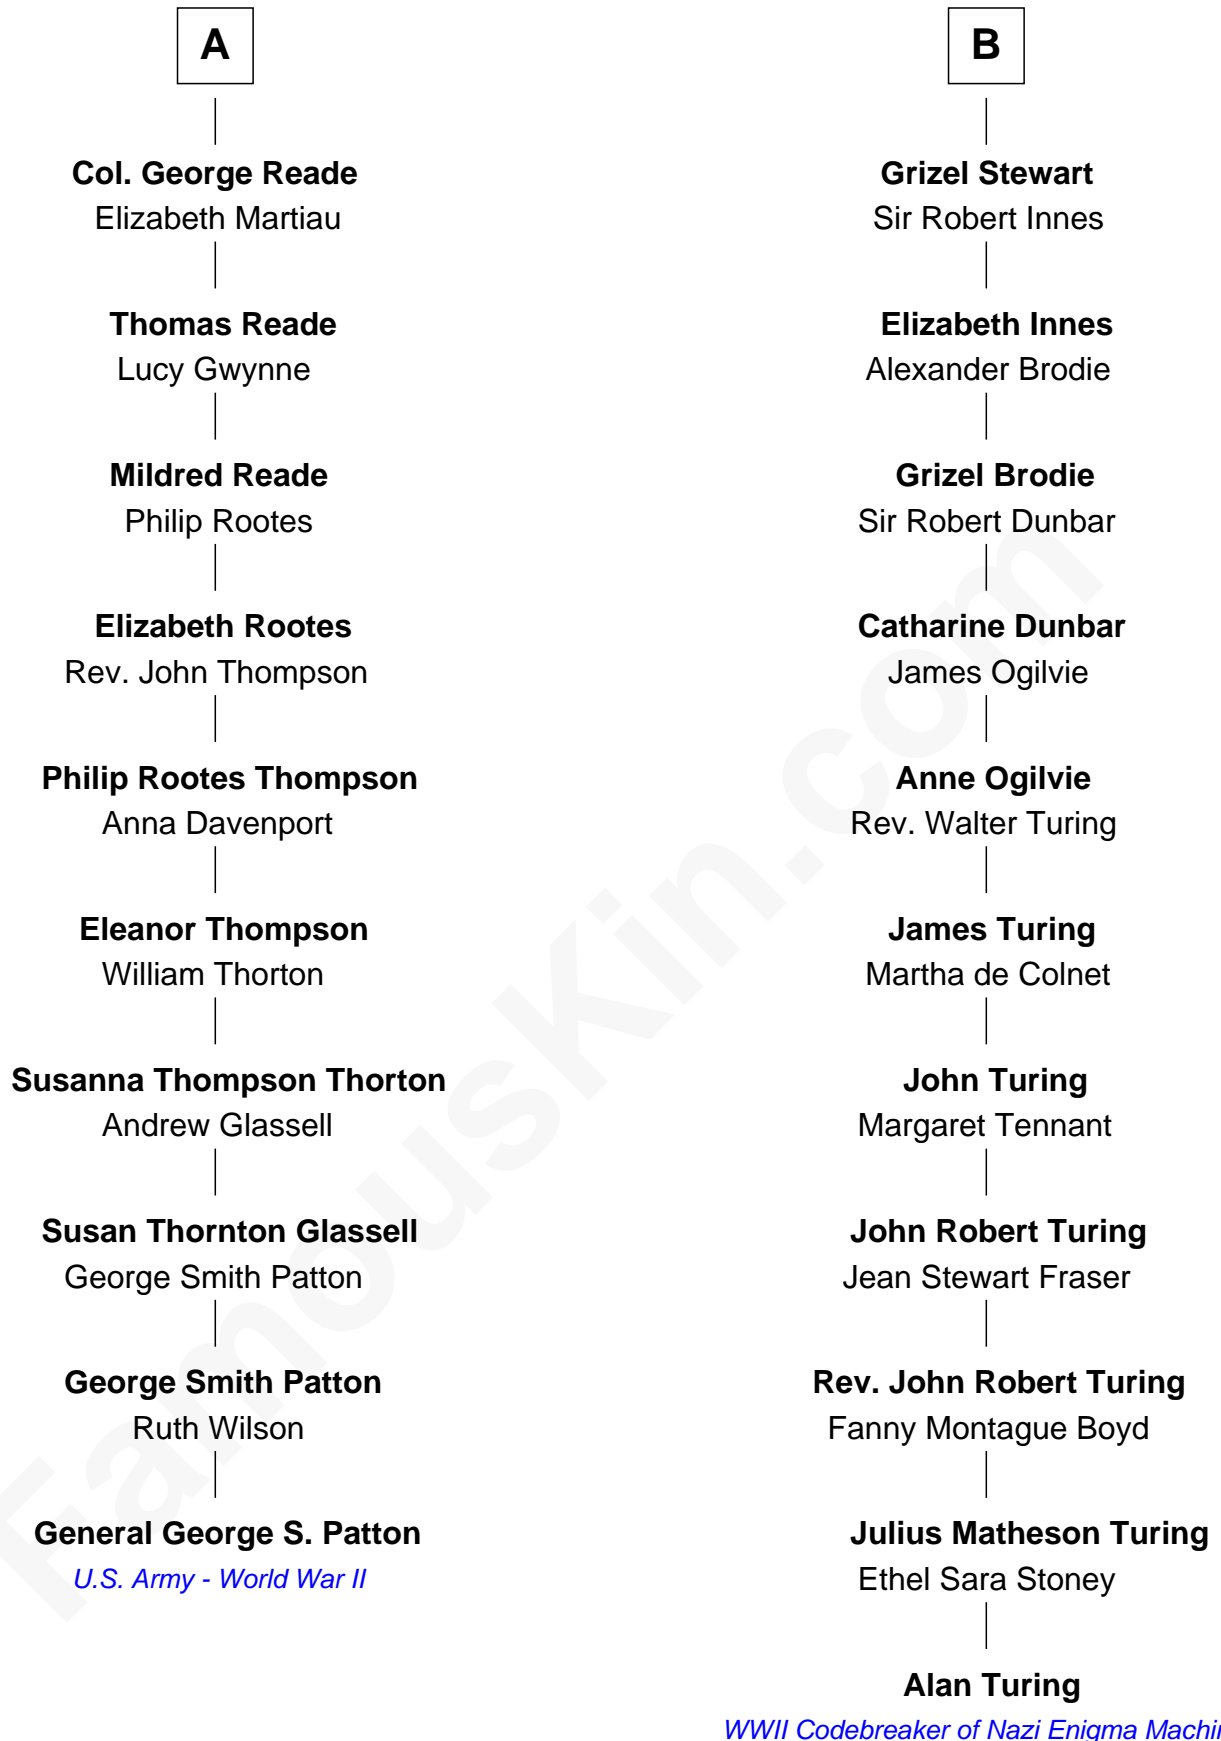 A
Col. George Reade
Elizabeth Martiau
Thomas Reade
Lucy Gwynne
Mildred Reade
Philip Rootes
Elizabeth Rootes
Rev. John Thompson
Philip Rootes Thompson
Anna Davenport
Eleanor Thompson
William Thorton
Susanna Thompson Thorton
Andrew Glassell
Susan Thornton Glassell
George Smith Patton
George Smith Patton
Ruth Wilson
General George S. Patton
U.S. Army - World War II
B
Grizel Stewart
Sir Robert Innes
Elizabeth Innes
Alexander Brodie
Grizel Brodie
Sir Robert Dunbar
Catharine Dunbar
James Ogilvie
Anne Ogilvie
Rev. Walter Turing
James Turing
Martha de Colnet
John Turing
Margaret Tennant
John Robert Turing
Jean Stewart Fraser
Rev. John Robert Turing
Fanny Montague Boyd
Julius Matheson Turing
Ethel Sara Stoney
Alan Turing
WWII Codebreaker of Nazi Enigma
FamousKin.com